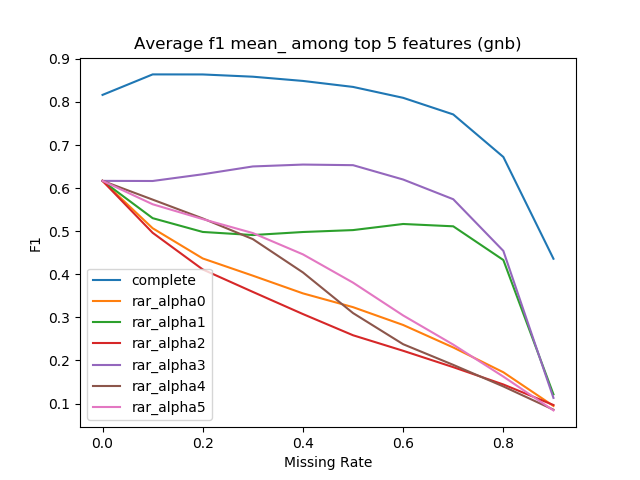 Average f1 mean_ among top 5 features (gnb)
0.9
0.8
0.7
0.6
0.5
0.4
0.3
0.2
0.1
F1
complete
rar_alpha0
rar_alpha1
rar_alpha2
rar_alpha3
rar_alpha4
rar_alpha5
0.0 0.2 0.4 0.6 0.8
Missing Rate